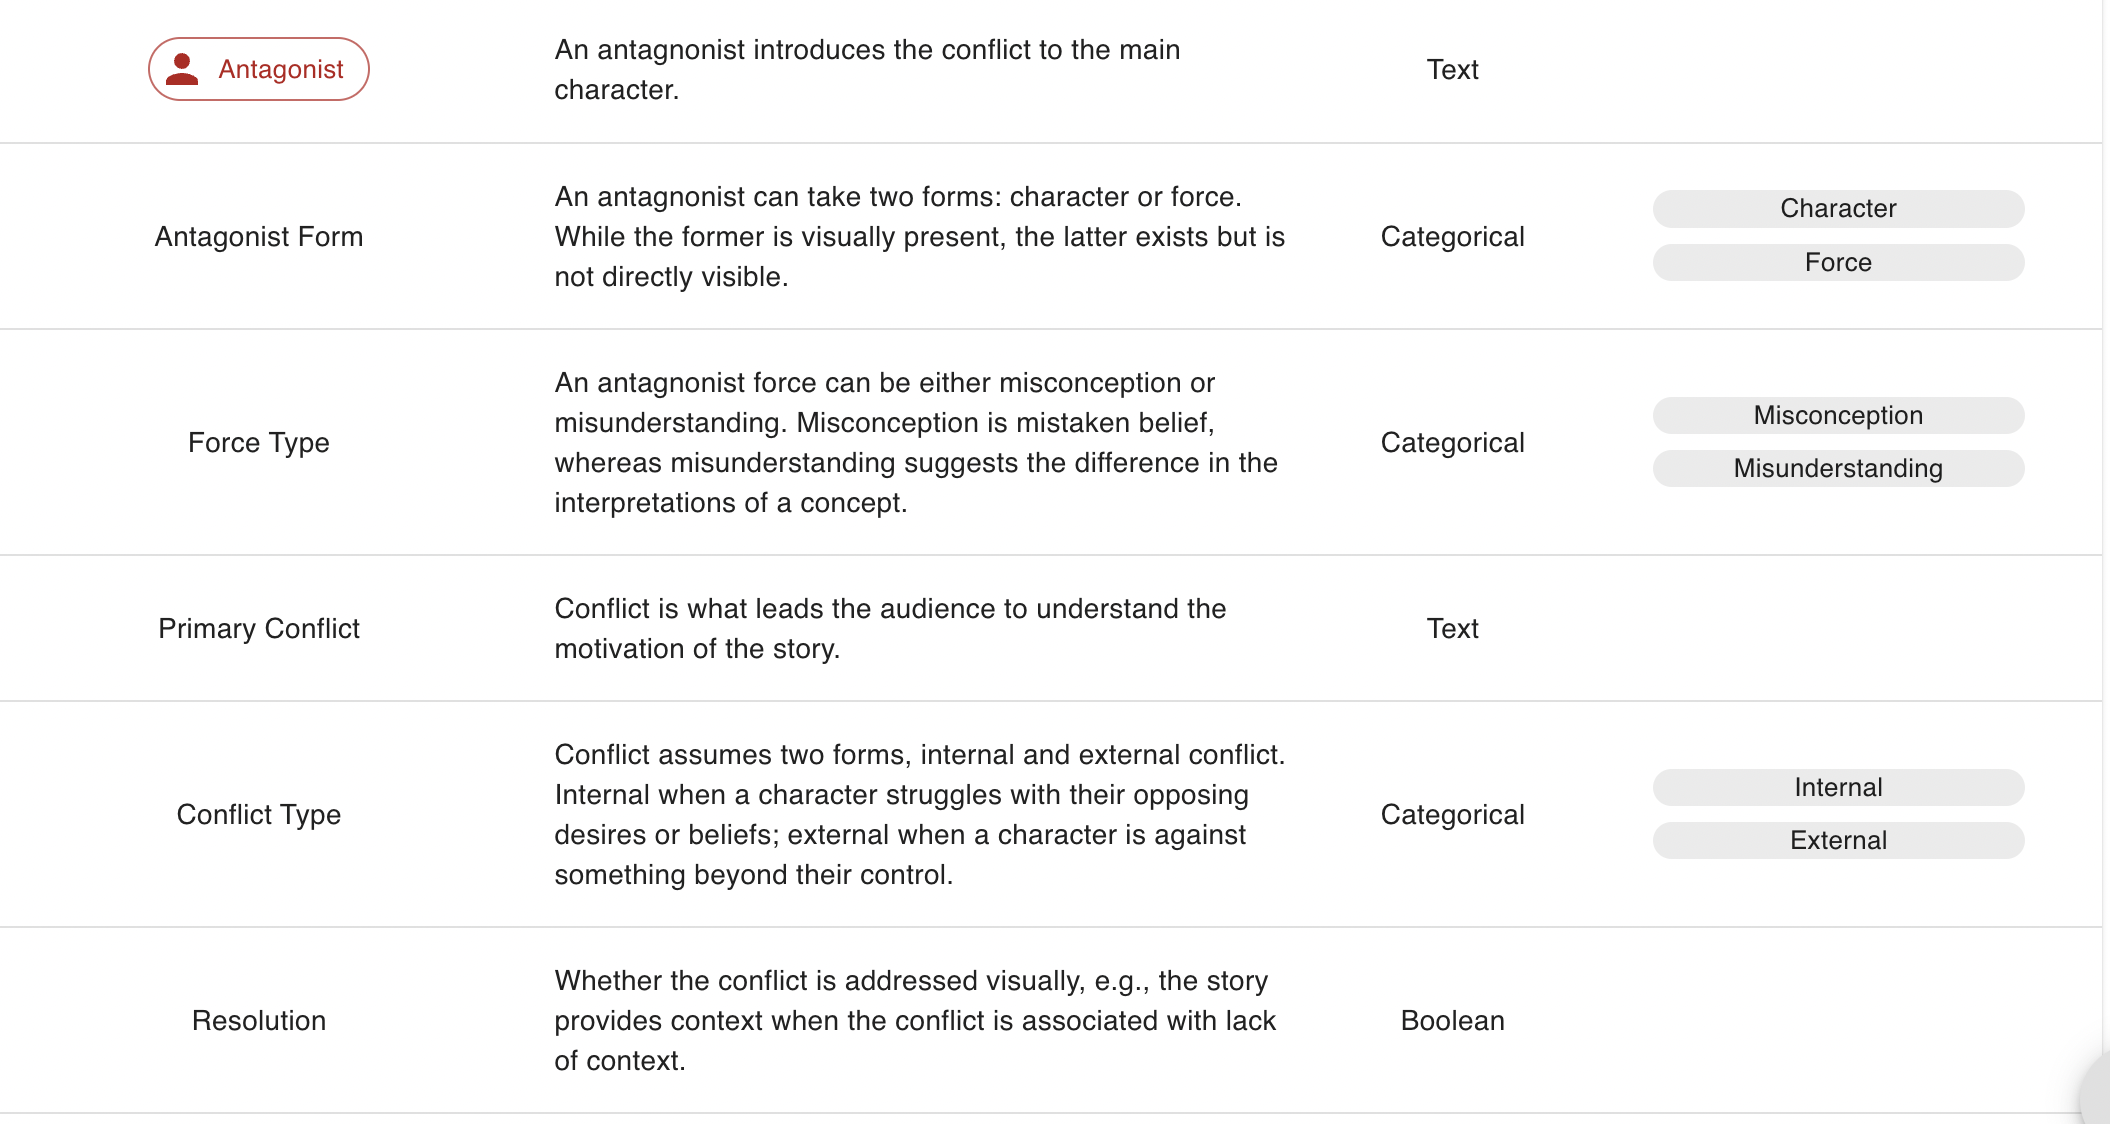 Antagonist
An antagnonist introduces the conflict to the main
character.
Text
Antagonist Form
An antagnonist can take two forms: character or force.
While the former is visually present, the latter exists but is
not directly visible.
Categorical
Character
Force
Force Type
An antagnonist force can be either misconception or
misunderstanding. Misconception is mistaken belief,
whereas misunderstanding suggests the difference in the
interpretations of a concept.
Categorical
Misconception
Misunderstanding
Primary Conflict
Conflict is what leads the audience to understand the
motivation of the story.
Text
Conflict Type
Conflict assumes two forms, internal and external conflict.
Internal when a character struggles with their opposing
desires or beliefs; external when a character is against
something beyond their control.
Categorical
Internal
External
Resolution
Whether the conflict is addressed visually, e.g., the story
provides context when the conflict is associated with lack
of context.
Boolean